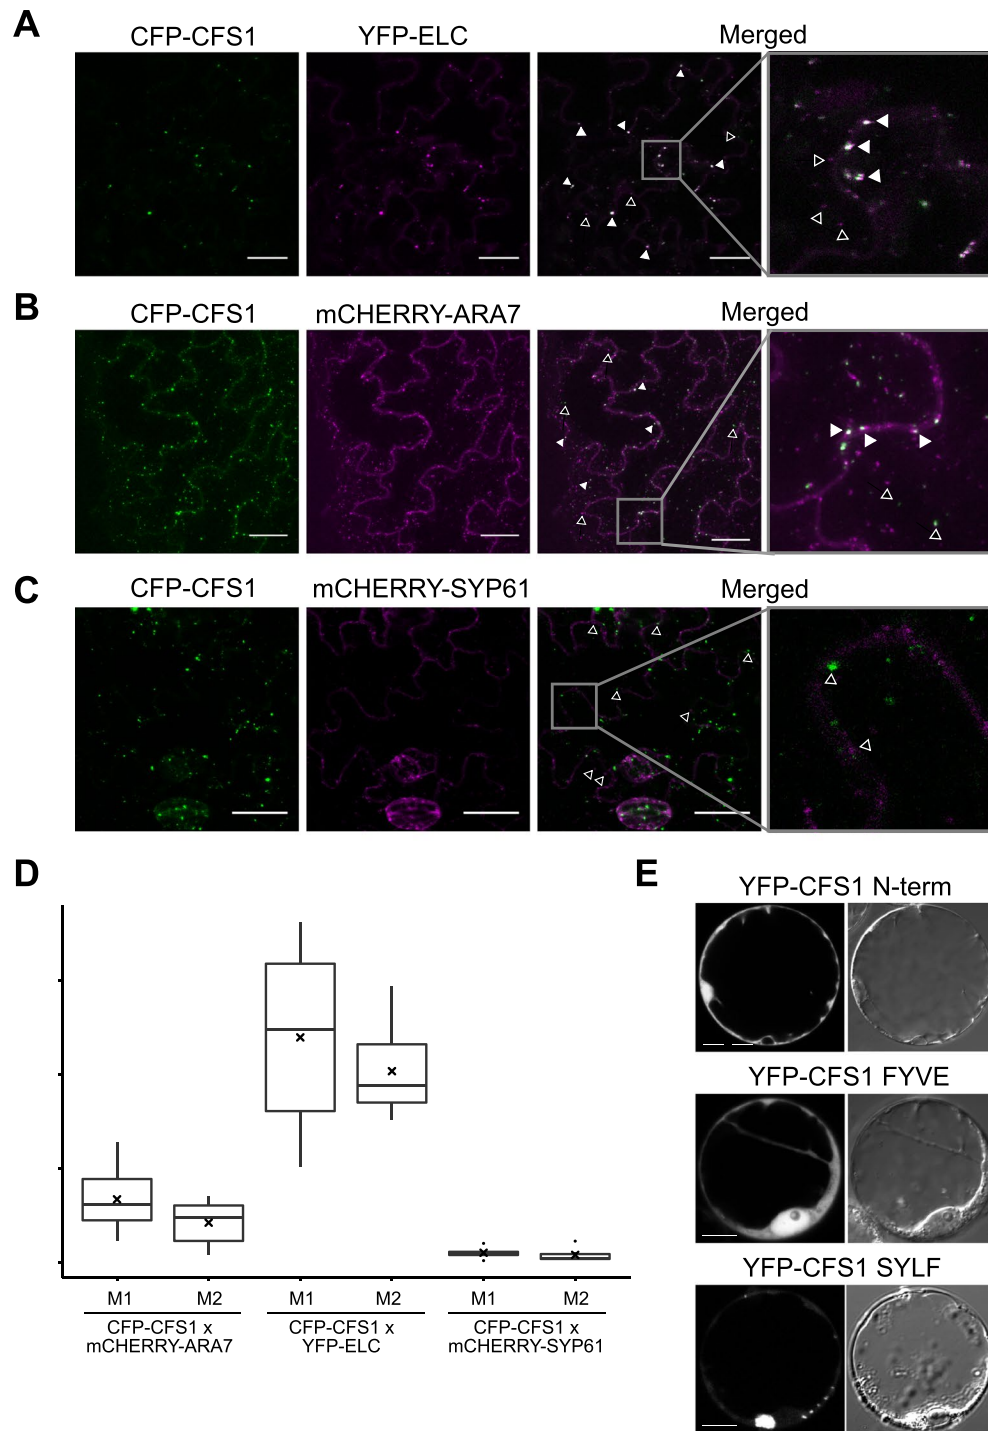 A
CFP-CFS1
YFP-ELC
Merged
B
CFP-CFS1
mCHERRY-ARA7
Merged
C
CFP-CFS1
mCHERRY-SYP61
Merged
D
M1
M2
M1
M2
M1
M2
CFP-CFS1 x
mCHERRY-ARA7
CFP-CFS1 x
YFP-ELC
CFP-CFS1 x
mCHERRY-SYP61
E
YFP-CFS1 N-term
YFP-CFS1 FYVE
YFP-CFS1 SYLF